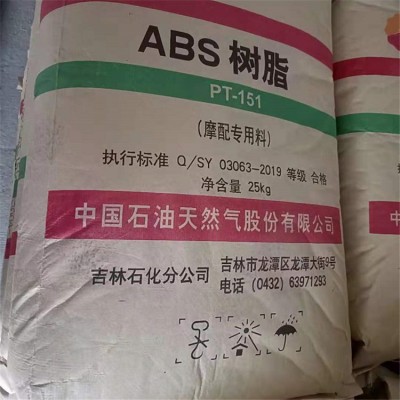 ABS 树脂
PT-151
(摩配专用料)
执行标准 Q/SY 03063-2019 等级 合格
净含量 25kg
中国石油天然气股份有限公司
吉林石化分公司 吉林市龙潭区龙潭大街9号
电话 (0432) 63971293